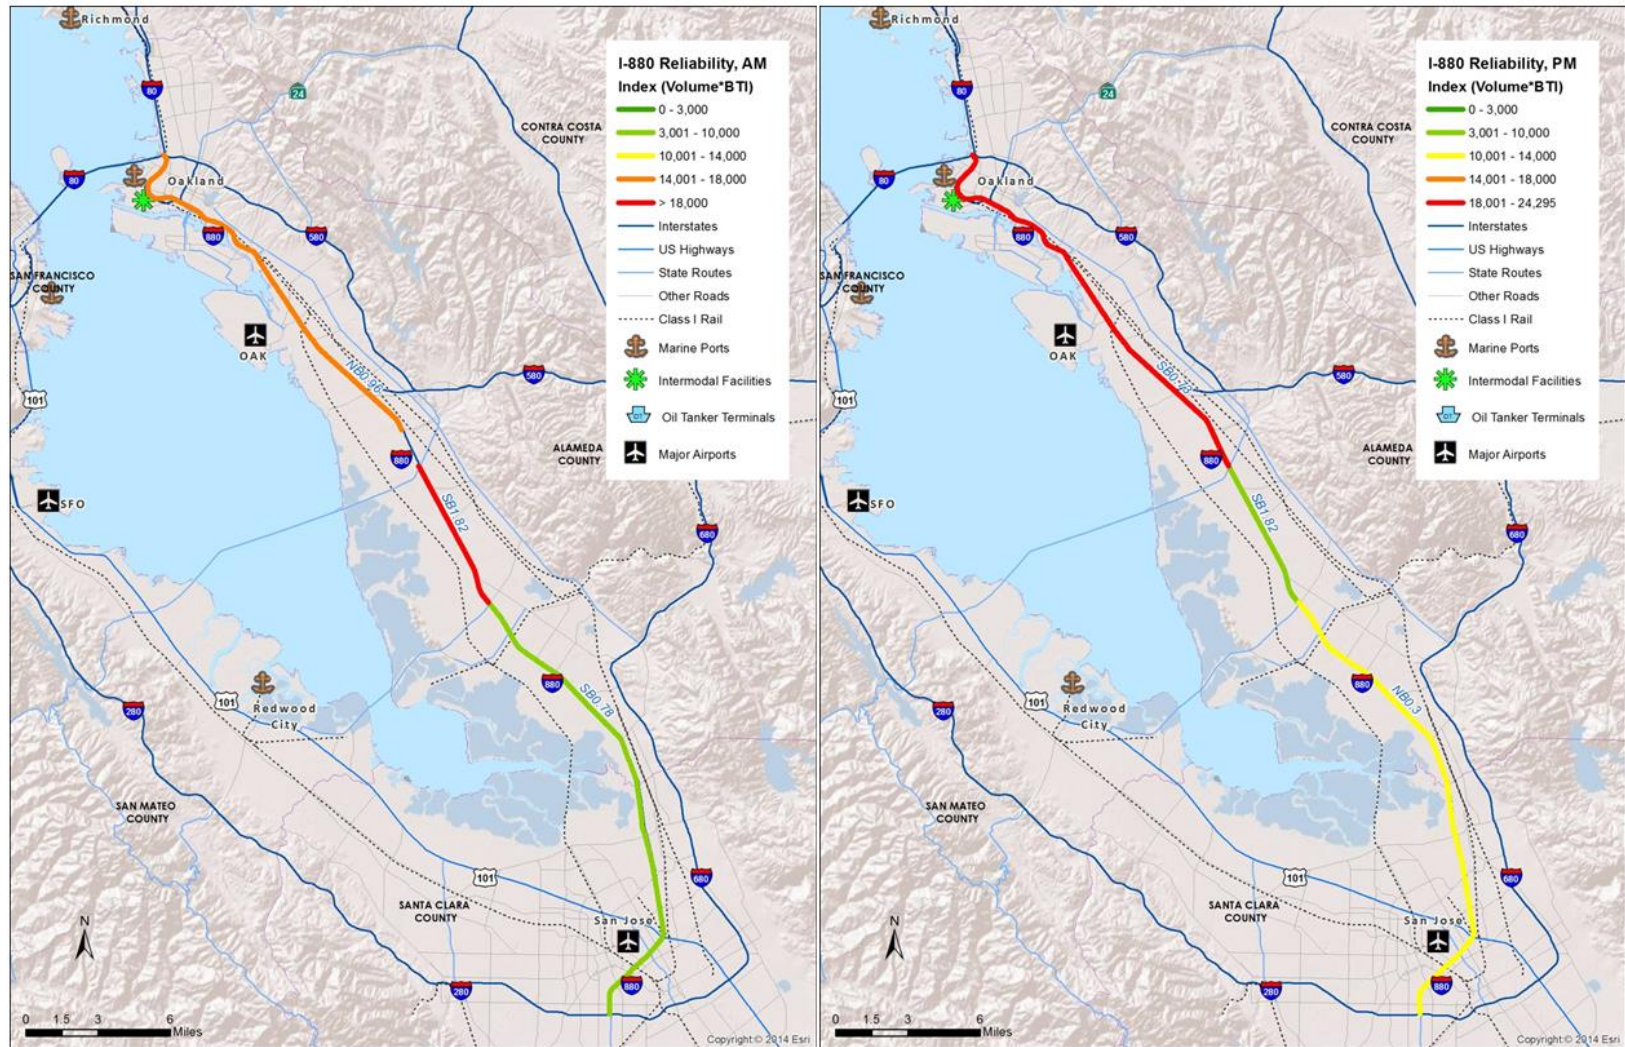 Richmond
80
24
CONTRA COSTA
COUNTY
80
Oakland
880
580
SAN FRANCISCO
COUNTY
OAK
NB0.96
580
101
880
ALAMEDA
COUNTY
SFO
SB1.82
680
880
SB0.78
Redwood
City
101
280
SAN MATEO
COUNTY
101
680
SANTA CLARA
COUNTY
San Jose
N
880
280
0 1.5 3 6
Miles
Copyright:© 2014 Esri
I-880 Reliability, AM
Index (Volume*BTI)
0 - 3,000
3,001 - 10,000
10,001 - 14,000
14,001 - 18,000
> 18,000
Interstates
US Highways
State Routes
Other Roads
Class I Rail
Marine Ports
Intermodal Facilities
OT Oil Tanker Terminals
Major Airports
Richmond
80
24
CONTRA COSTA
COUNTY
80
Oakland
880
580
SAN FRANCISCO
COUNTY
OAK
580
101
880
ALAMEDA
COUNTY
SFO
SB1.82
680
880
NB0.3
Redwood
City
101
280
SAN MATEO
COUNTY
101
680
SANTA CLARA
COUNTY
San Jose
N
880
280
0 1.5 3 6
Miles
Copyright:© 2014 Esri
I-880 Reliability, PM
Index (Volume*BTI)
0 - 3,000
3,001 - 10,000
10,001 - 14,000
14,001 - 18,000
18,001 - 24,295
Interstates
US Highways
State Routes
Other Roads
Class I Rail
Marine Ports
Intermodal Facilities
OT Oil Tanker Terminals
Major Airports